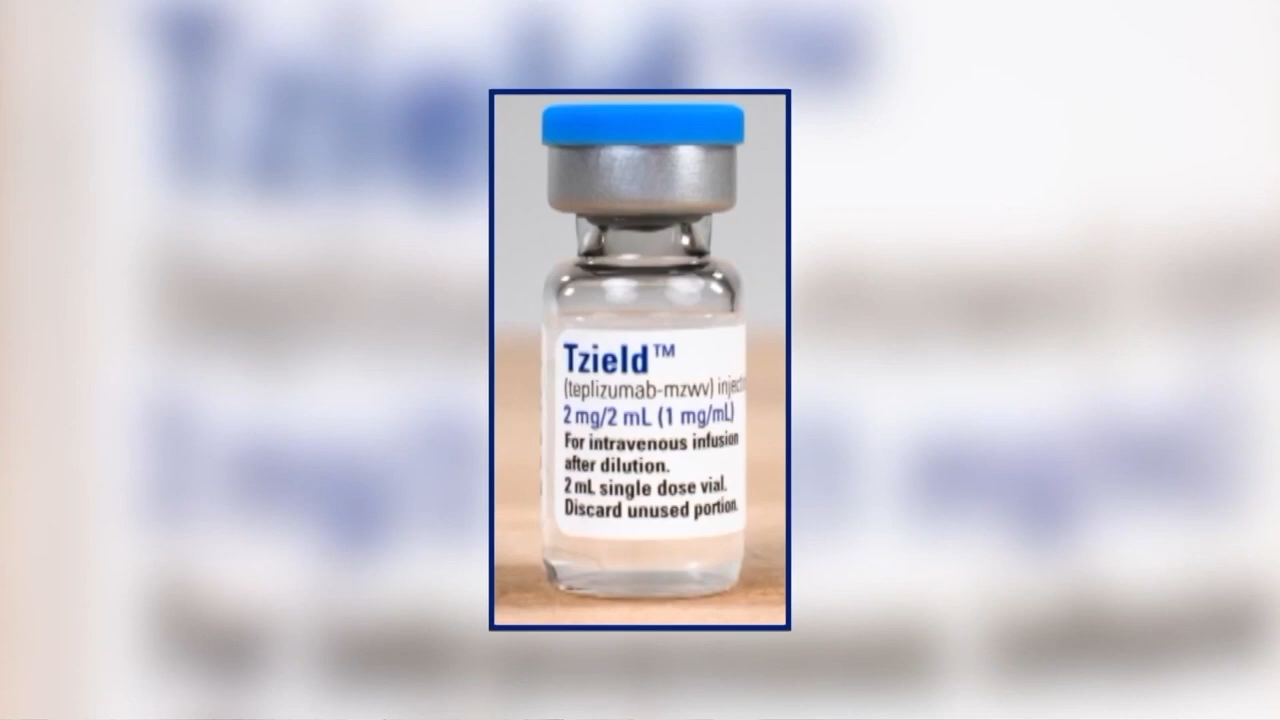 Tzield™
(teplizumab-mzwv) inject
2 mg/2 mL (1 mg/mL)
For intravenous infusion
after dilution.
2 mL single dose vial.
Discard unused portion.